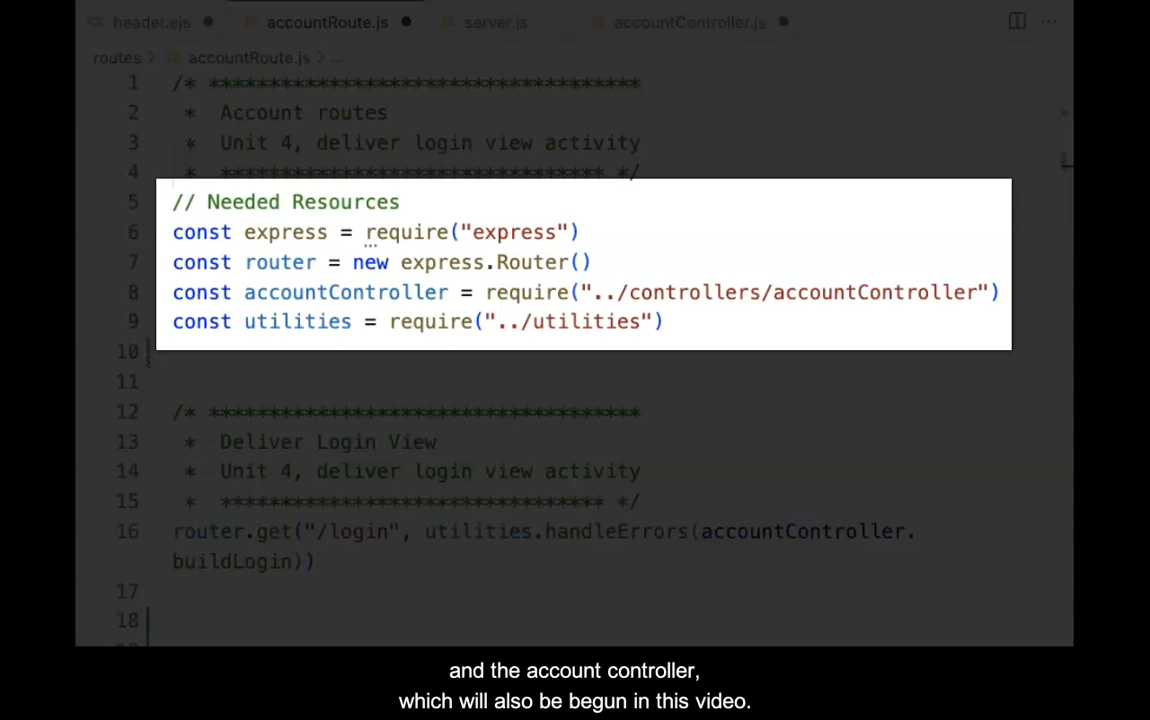 header.ejs accountRoute.js server.js accountController.js ...
routes > accountRoute.js > ...
1 /* ************************************
2 * Account routes
3 * Unit 4, deliver login view activity
4 * ******************************** */
5 // Needed Resources
6 const express = require("express")
7 const router = new express.Router()
8 const accountController = require("../controllers/accountController")
9 const utilities = require("../utilities")
10
11
12 /* ************************************
13 * Deliver Login View
14 * Unit 4, deliver login view activity
15 * ******************************** */
16 router.get("/login", utilities.handleErrors(accountController.
buildLogin))
17
18
and the account controller,
which will also be begun in this video.